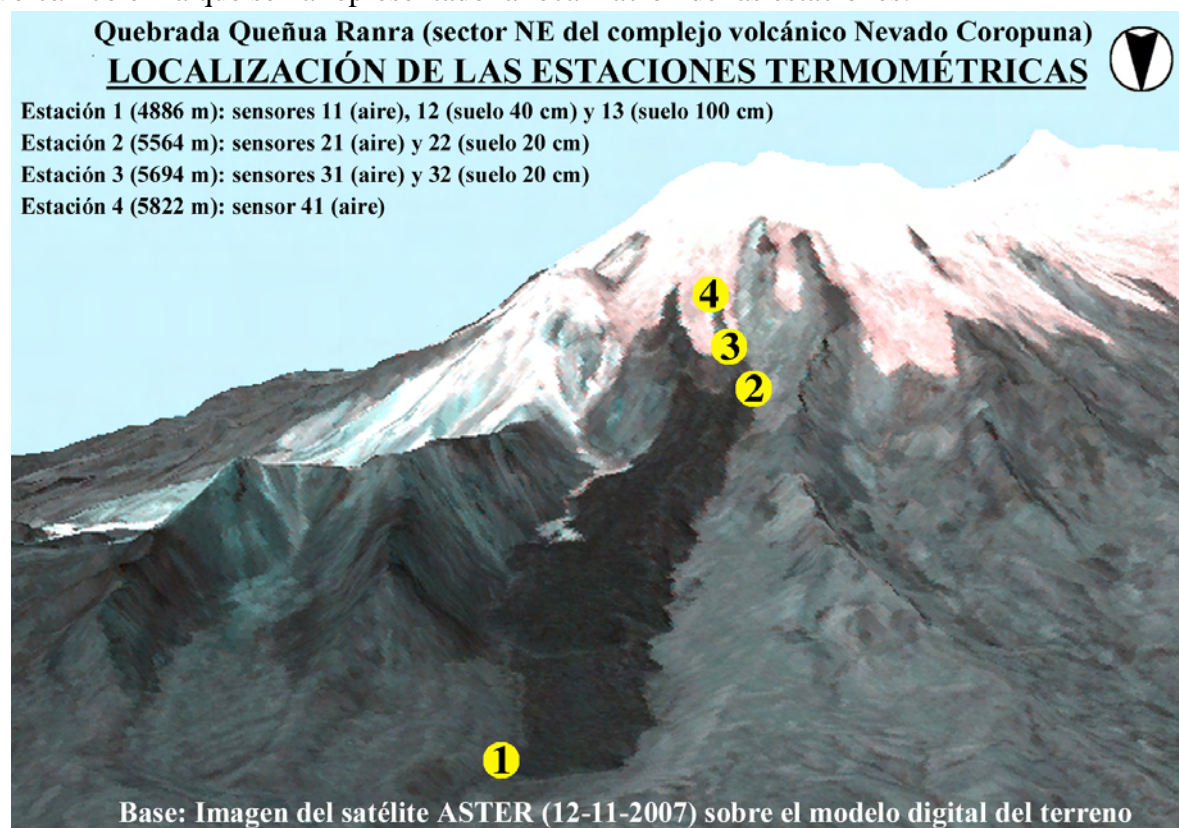 Quebrada Queñua Ranra (sector NE del complejo volcánico Nevado Coropuna)
LOCALIZACIÓN DE LAS ESTACIONES TERMOMÉTRICAS
Estación 1 (4886 m): sensores 11 (aire), 12 (suelo 40 cm) y 13 (suelo 100 cm)
Estación 2 (5564 m): sensores 21 (aire) y 22 (suelo 20 cm)
Estación 3 (5694 m): sensores 31 (aire) y 32 (suelo 20 cm)
Estación 4 (5822 m): sensor 41 (aire)
4
3
2
1
Base: Imagen del satélite ASTER (12-11-2007) sobre el modelo digital del terreno